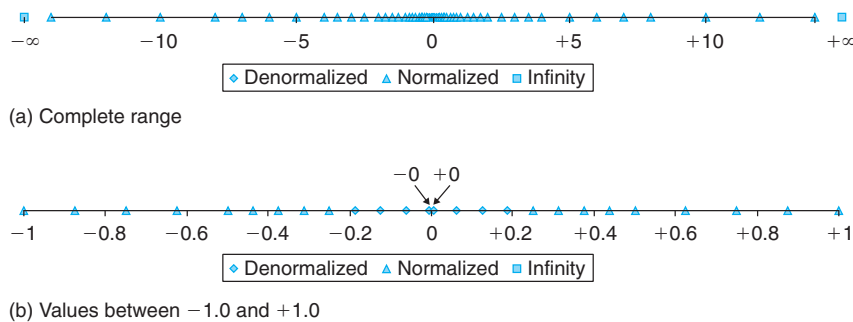 −∞ −10 −5 0 +5 +10 +∞
Denormalized Normalized Infinity
(a) Complete range
−0 +0
−1 −0.8 −0.6 −0.4 −0.2 0 +0.2 +0.4 +0.6 +0.8 +1
Denormalized Normalized Infinity
(b) Values between −1.0 and +1.0